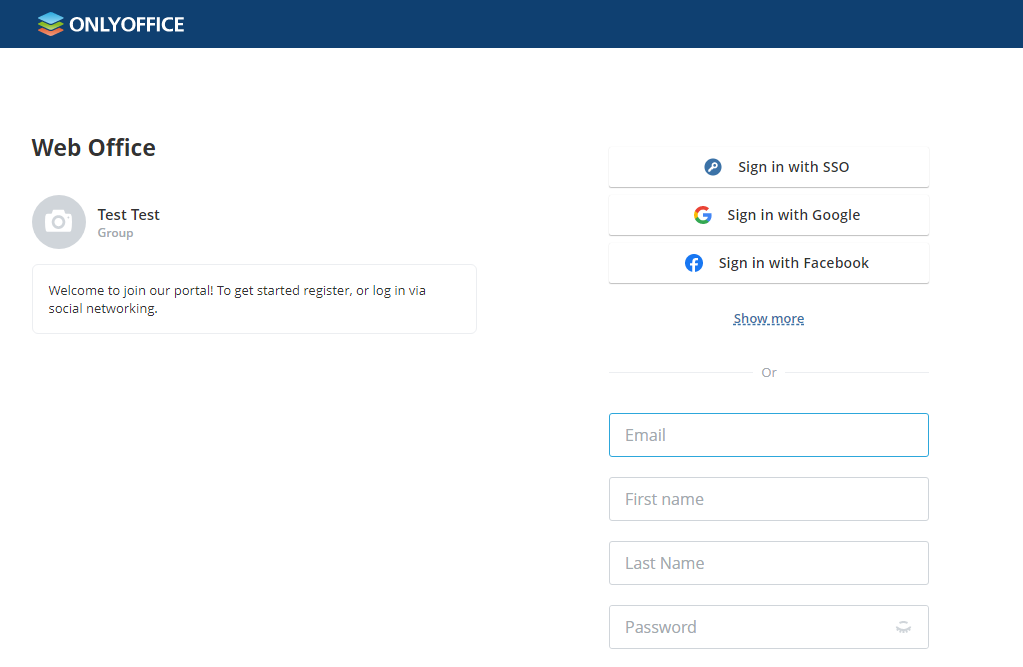 ONLYOFFICE
Web Office
Test Test
Group
Welcome to join our portal! To get started register, or log in via
social networking.
Sign in with SSO
Sign in with Google
Sign in with Facebook
Show more
Or
Email
First name
Last Name
Password